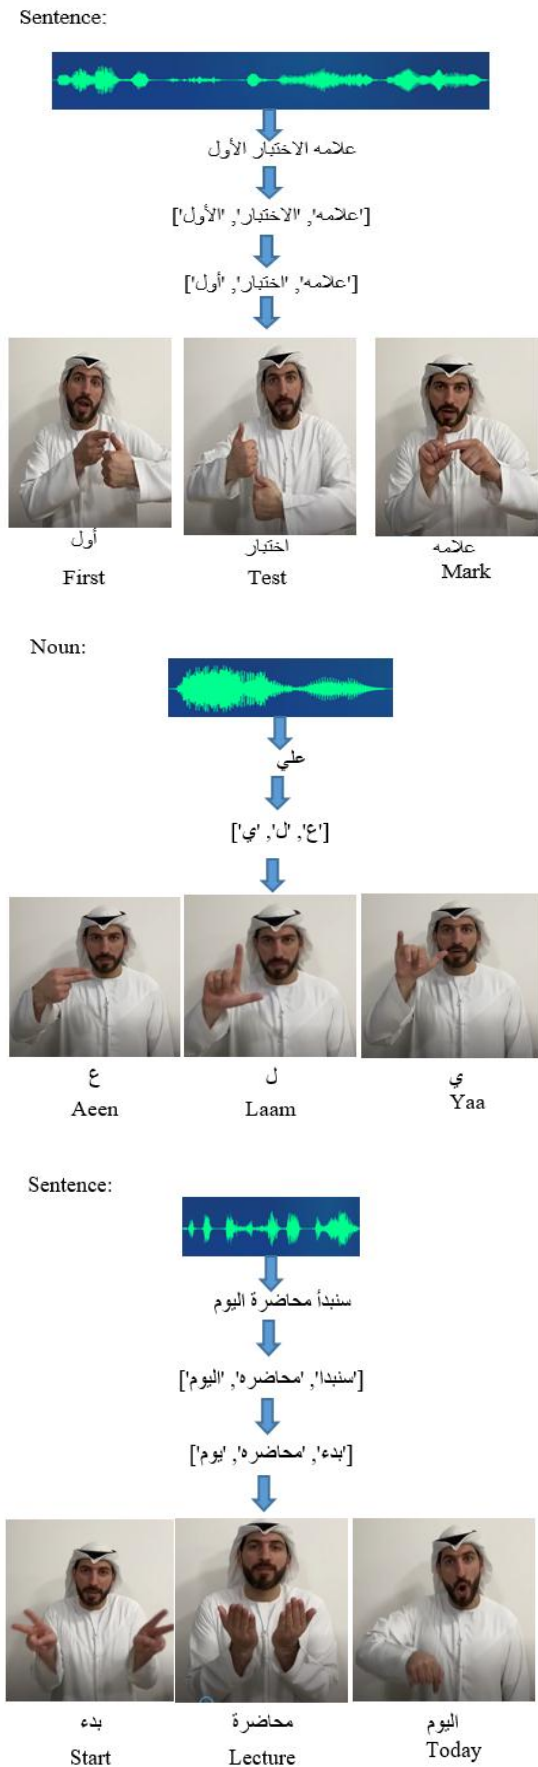 Sentence:
علامه الاختبار الأول
['علامه', 'الاختبار', 'الأول']
['علامه', 'اختبار', 'أول']
أول اختبار علامه
First Test Mark
Noun:
علي
['ع', 'ل', 'ي']
ع ل ي
Aeen Laam Yaa
Sentence:
سنبدأ محاضرة اليوم
['سنبدا', 'محاضره', 'اليوم']
['بدء', 'محاضره', 'يوم']
بدء محاضرة اليوم
Start Lecture Today